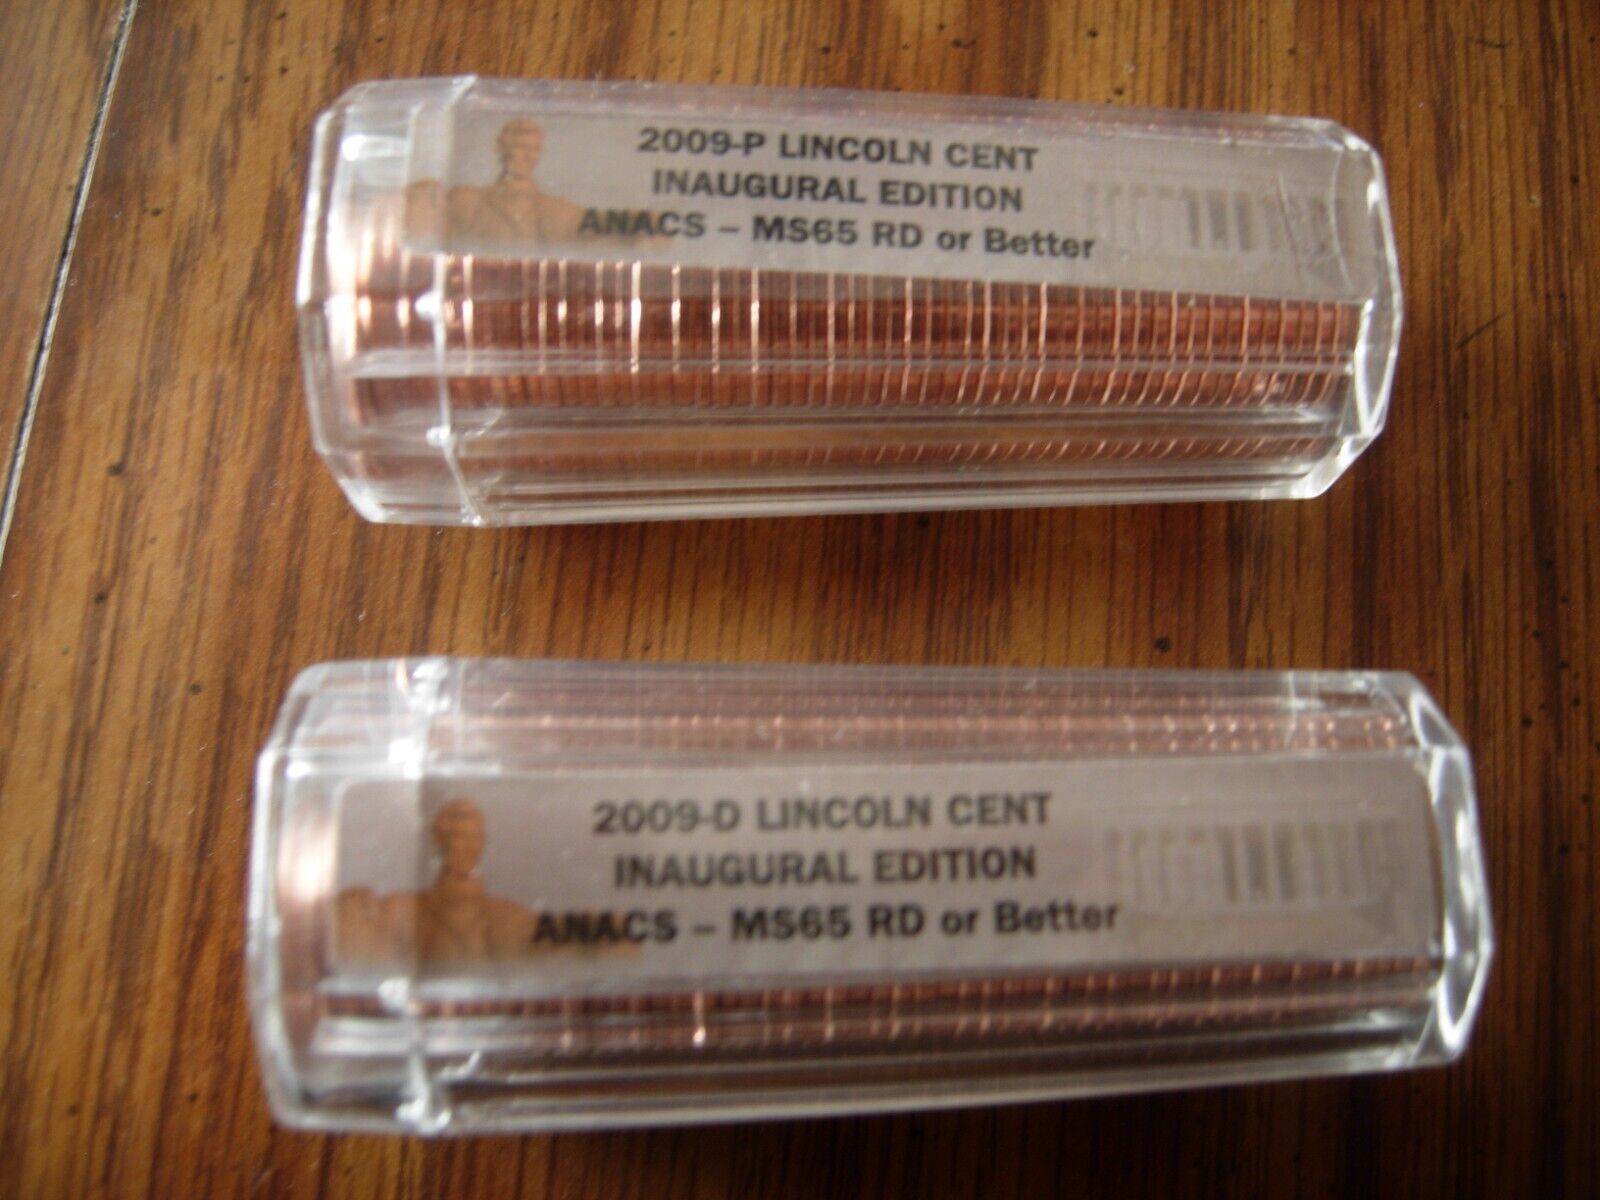 2009-P LINCOLN CENT
INAUGURAL EDITION
ANACS – MS65 RD or Better
2009-D LINCOLN CENT
INAUGURAL EDITION
ANACS – MS65 RD or Better